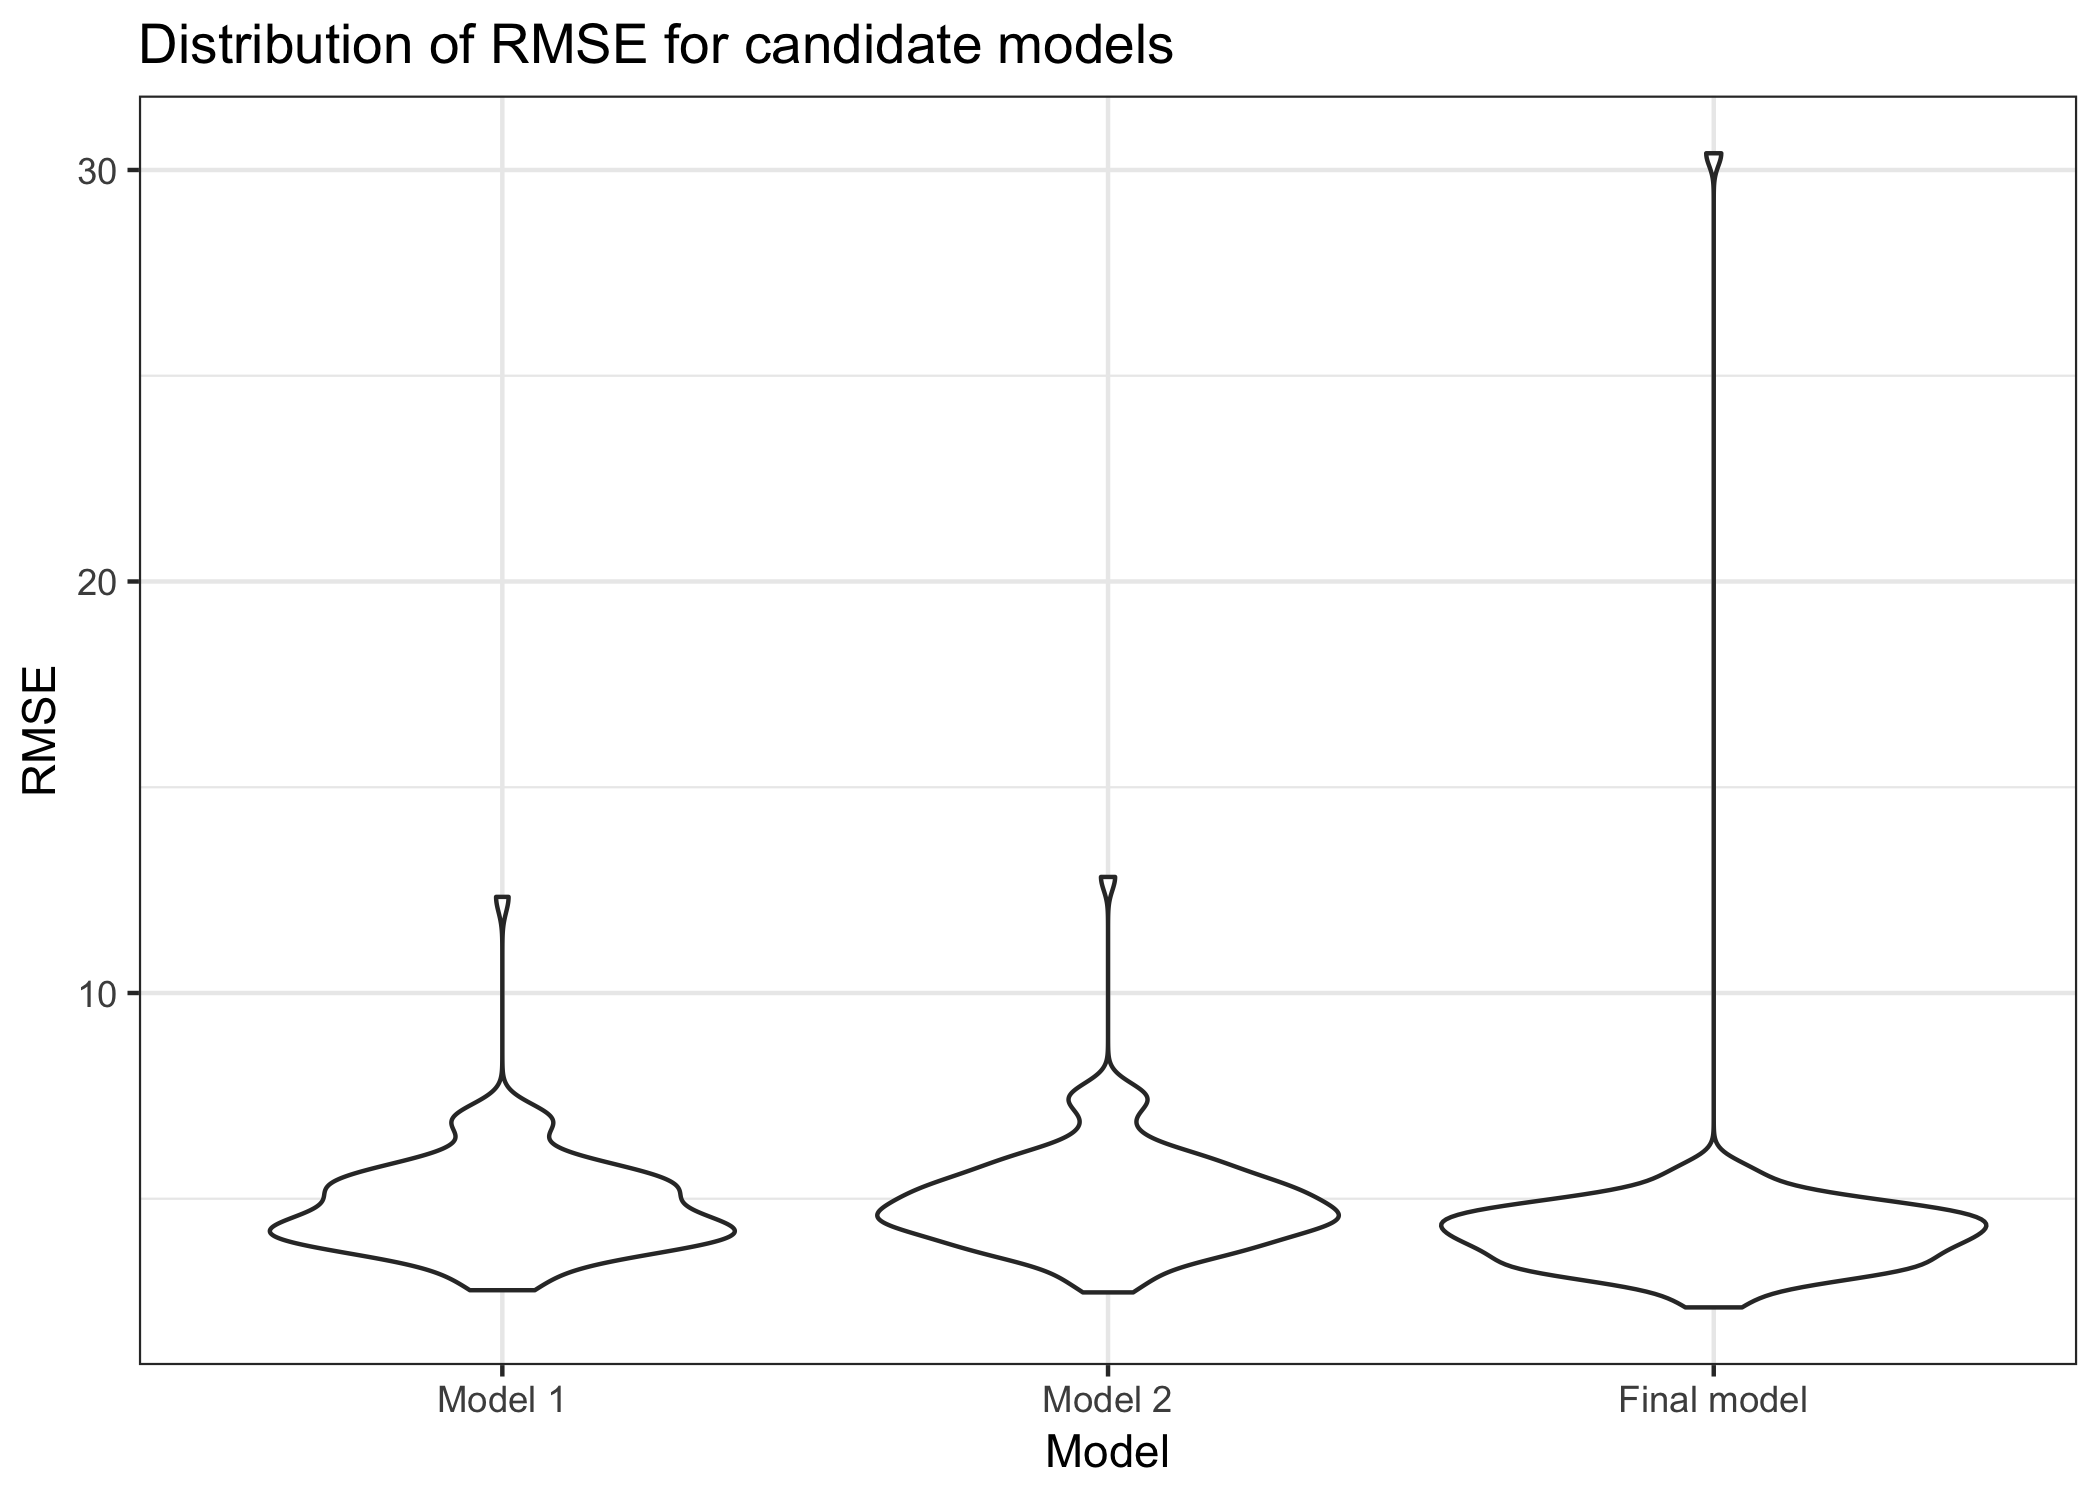 Distribution of RMSE for candidate models
30
20
10
RMSE
Model 1
Model 2
Final model
Model